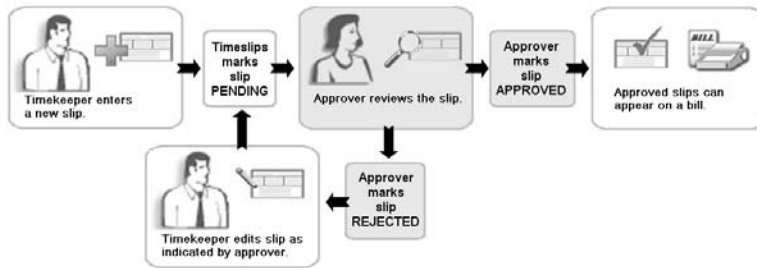 Timekeeper enters
a new slip.
Timeslips
marks
slip
PENDING
Approver reviews the slip.
Approver
marks
slip
APPROVED
BILL
Approved slips can
appear on a bill.
Approver
marks
slip
REJECTED
Timekeeper edits slip as
indicated by approver.